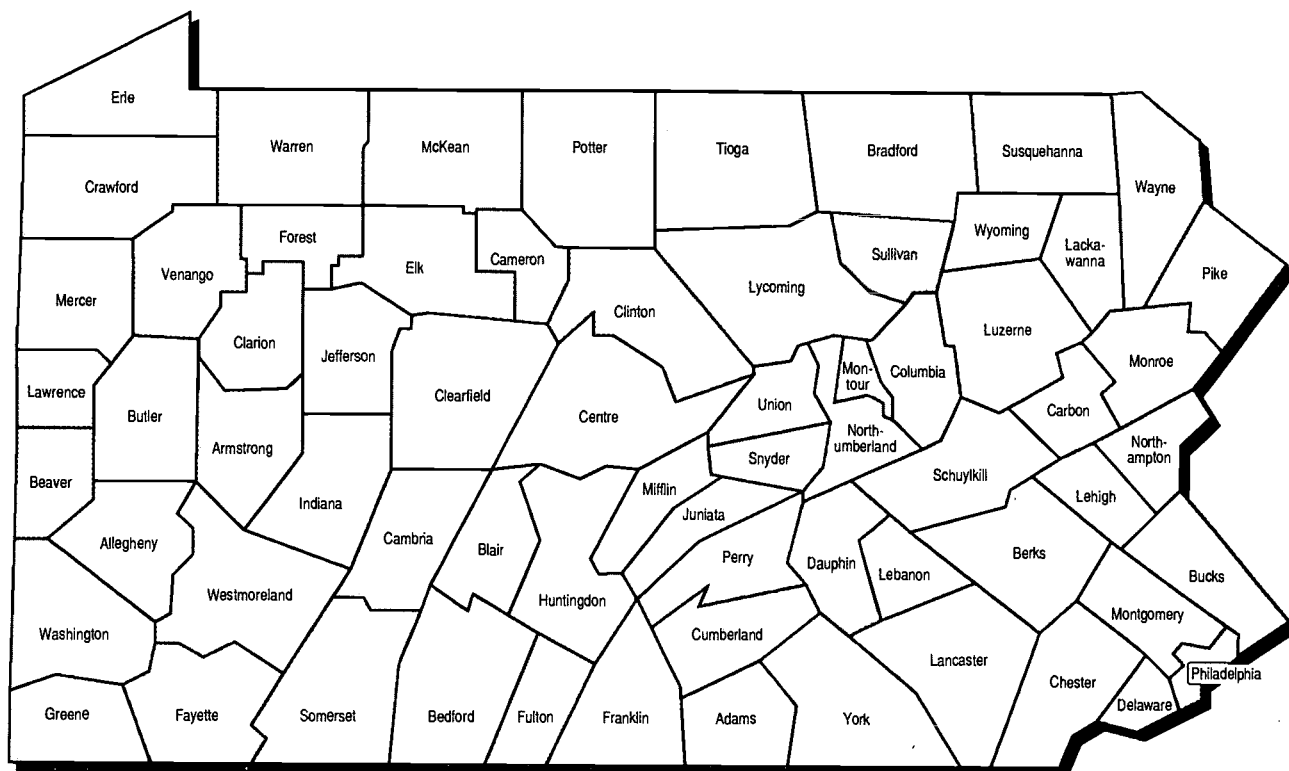 Erie
Warren
McKean
Potter
Tioga
Bradford
Susquehanna
Wayne
Crawford
Forest
Elk
Cameron
Sullivan
Wyoming
Lacka-
wanna
Pike
Venango
Mercer
Clinton
Lycoming
Luzerne
Clarion
Jefferson
Monroe
Lawrence
Butler
Clearfield
Centre
Union
Mon-
tour
Columbia
Carbon
Armstrong
North-
umberland
North-
ampton
Beaver
Indiana
Mifflin
Snyder
Schuylkill
Lehigh
Allegheny
Cambria
Blair
Juniata
Perry
Dauphin
Lebanon
Berks
Bucks
Westmoreland
Huntingdon
Washington
Cumberland
Montgomery
Lancaster
Chester
Philadelphia
Greene
Fayette
Somerset
Bedford
Fulton
Franklin
Adams
York
Delaware